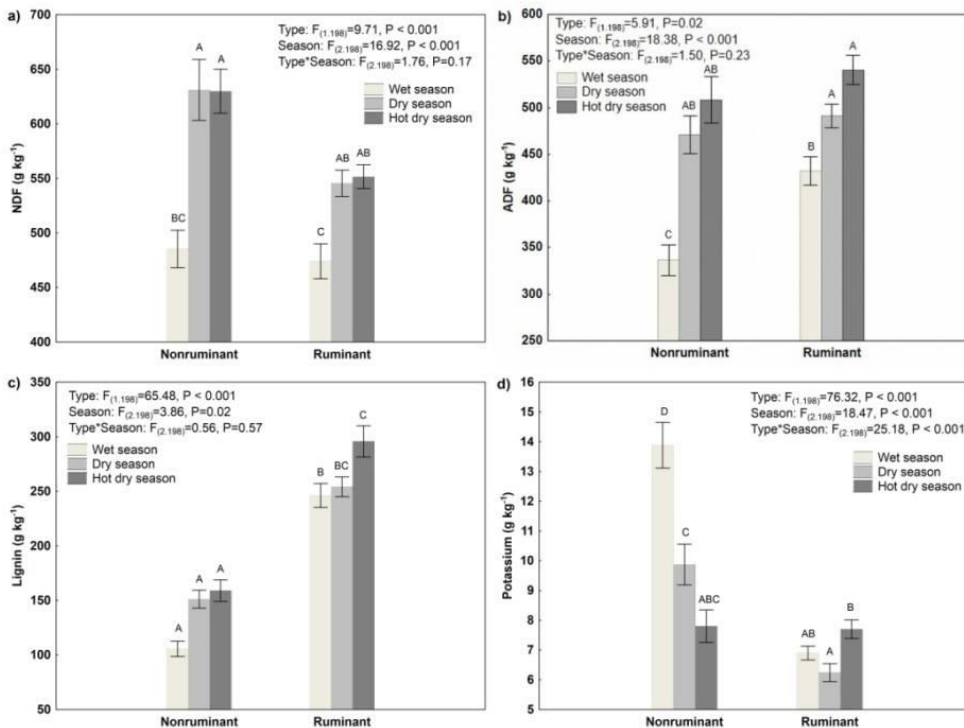 a)
700
650
600
550
500
450
400
NDF (g kg-1)
Type: F(1.198)=9.71, P < 0.001
Season: F(2.198)=16.92, P < 0.001
Type*Season: F(2.198)=1.76, P=0.17
Wet season
Dry season
Hot dry season
A
A
BC
AB
AB
C
Nonruminant
Ruminant
b)
600
550
500
450
400
350
300
250
ADF (g kg-1)
Type: F(1.198)=5.91, P=0.02
Season: F(2.198)=18.38, P < 0.001
Type*Season: F(2.198)=1.50, P=0.23
Wet season
Dry season
Hot dry season
C
AB
AB
B
A
A
Nonruminant
Ruminant
c)
350
300
250
200
150
100
50
Lignin (g kg-1)
Type: F(1.198)=65.48, P < 0.001
Season: F(2.198)=3.86, P=0.02
Type*Season: F(2.198)=0.56, P=0.57
Wet season
Dry season
Hot dry season
A
A
A
B
BC
C
Nonruminant
Ruminant
d)
16
15
14
13
12
11
10
9
8
7
6
5
Potassium (g kg-1)
Type: F(1.198)=76.32, P < 0.001
Season: F(2.198)=18.47, P < 0.001
Type*Season: F(2.198)=25.18, P < 0.001
Wet season
Dry season
Hot dry season
D
C
ABC
AB
A
B
Nonruminant
Ruminant